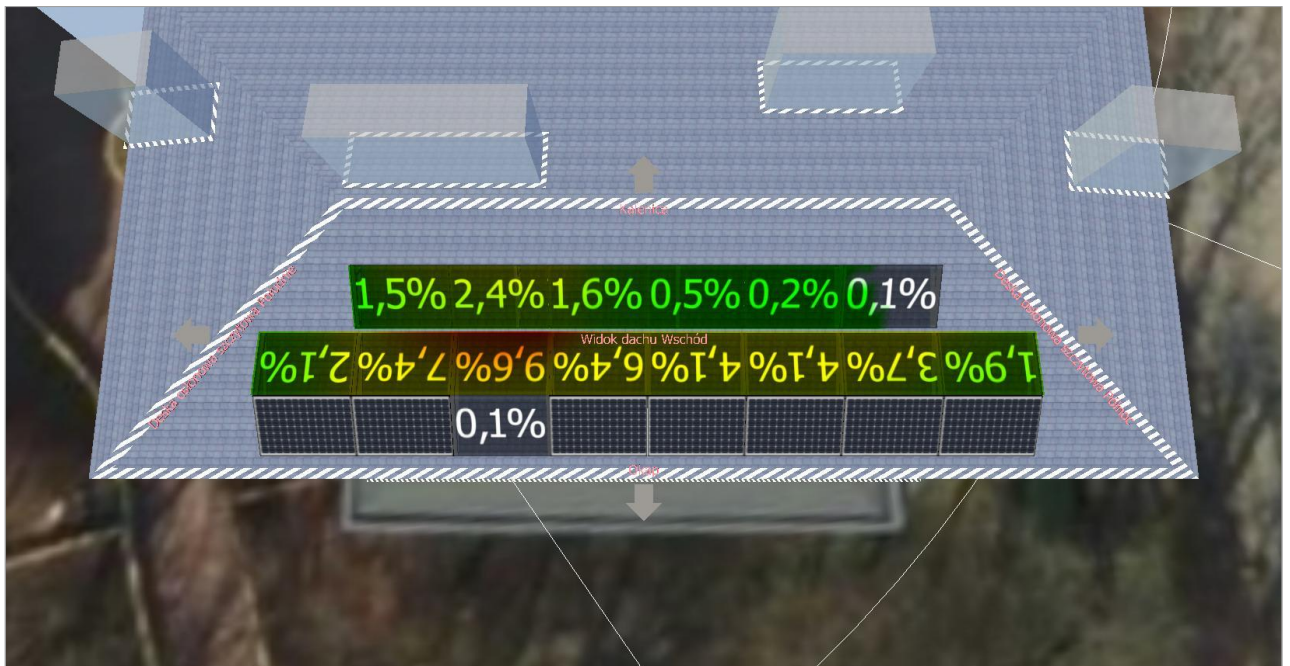 Kalenica
1,5% 2,4% 1,6% 0,5% 0,2% 0,1%
Widok dachu Wschód
2,1% 7,4% 9,6% 6,4% 4,1% 4,1% 3,7% 1,9%
0,1%
Okap